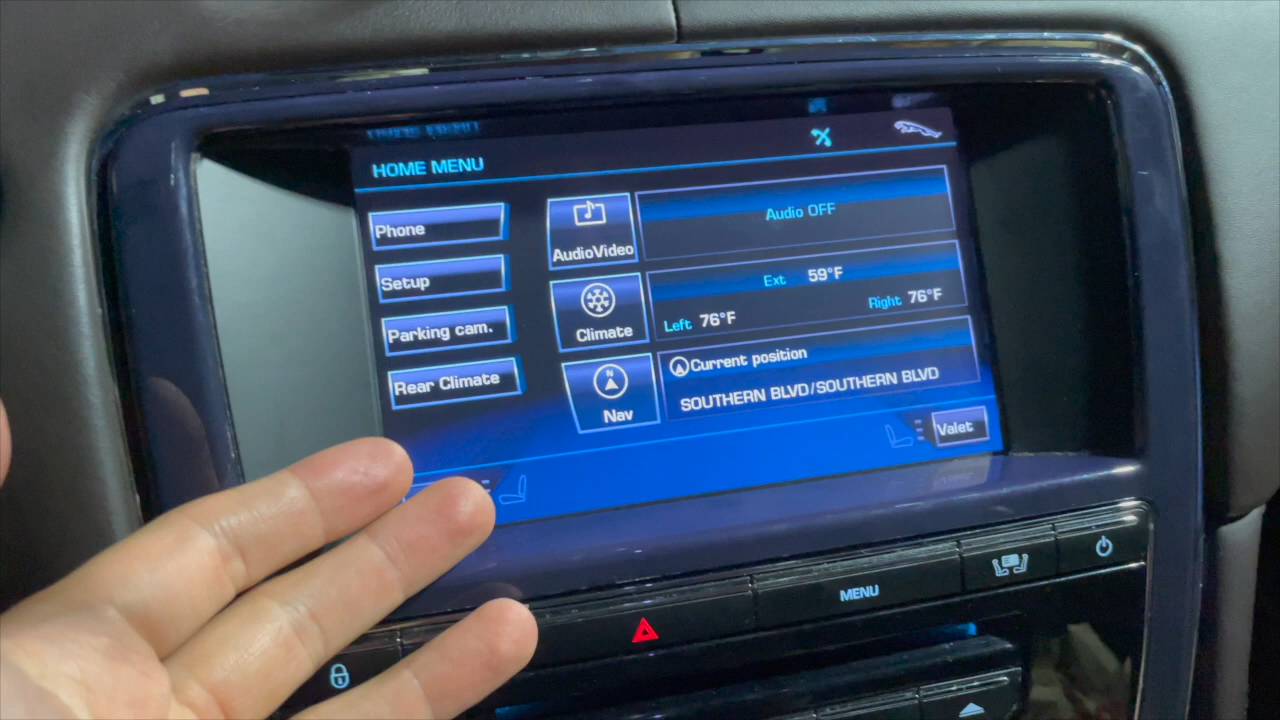 HOME MENU
Phone
Setup
Parking cam.
Rear Climate
AudioVideo
Audio OFF
Climate
Ext 59°F
Left 76°F
Right 76°F
N
Nav
Current position
SOUTHERN BLVD/SOUTHERN BLVD
Valet
MENU